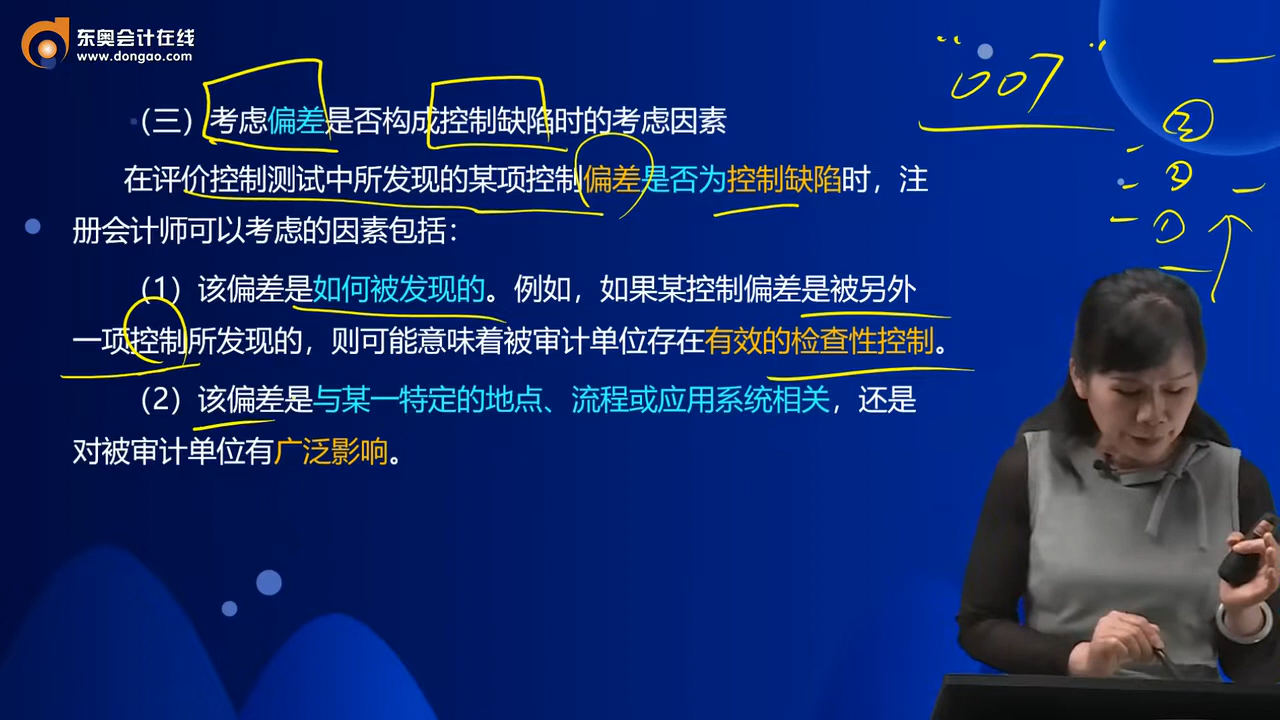 东奥会计在线
www.dongao.com
（三）考虑偏差是否构成控制缺陷时的考虑因素
在评价控制测试中所发现的某项控制偏差是否为控制缺陷时，注
册会计师可以考虑的因素包括：
（1）该偏差是如何被发现的。例如，如果某控制偏差是被另外
一项控制所发现的，则可能意味着被审计单位存在有效的检查性控制。
（2）该偏差是与某一特定的地点、流程或应用系统相关，还是
对被审计单位有广泛影响。
“007”
③
②
①